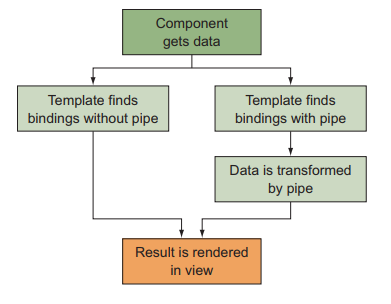 Component
gets data
Template finds
bindings without pipe
Template finds
bindings with pipe
Data is transformed
by pipe
Result is rendered
in view